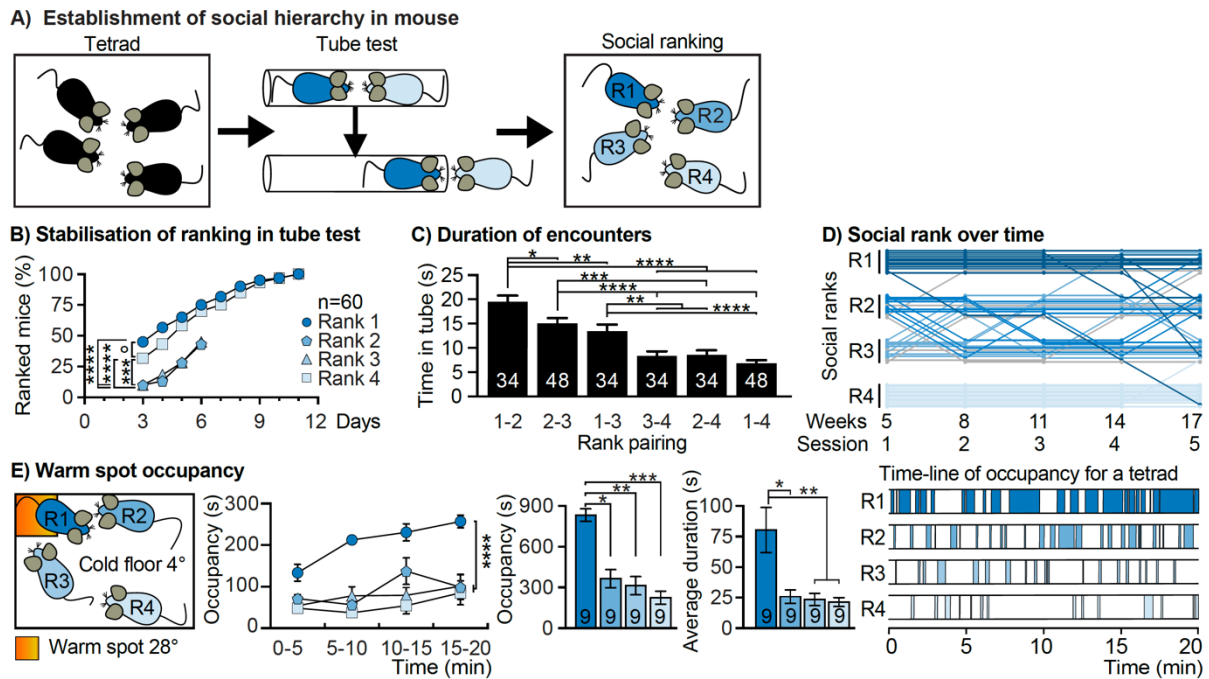 A) Establishment of social hierarchy in mouse
Tetrad
Tube test
Social ranking
R1
R2
R3
R4
B) Stabilisation of ranking in tube test
Ranked mice (%)
100
75
50
25
0
****
****
***
°
n=60
Rank 1
Rank 2
Rank 3
Rank 4
0 3 6 9 12 Days
C) Duration of encounters
Time in tube (s)
25
20
15
10
5
0
* ** ****
*** ****
** ****
34 48 34 34 34 48
1-2 2-3 1-3 3-4 2-4 1-4
Rank pairing
D) Social rank over time
Social ranks
R1
R2
R3
R4
Weeks 5 8 11 14 17
Session 1 2 3 4 5
E) Warm spot occupancy
R1
R2
R3
R4
Cold floor 4°
Warm spot 28°
Occupancy (s)
300
200
100
0
****
0-5 5-10 10-15 15-20
Time (min)
Occupancy (s)
900
600
300
0
***
**
*
9 9 9 9
Average duration (s)
100
75
50
25
0
* **
9 9 9 9
Time-line of occupancy for a tetrad
R1
R2
R3
R4
0 5 10 15 20
Time (min)